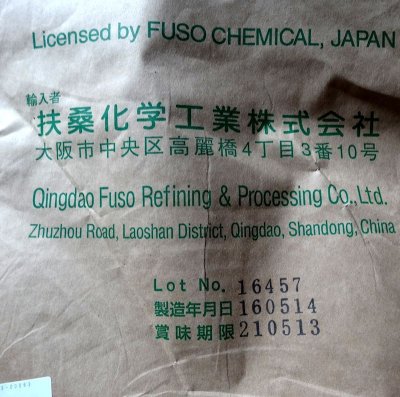 Licensed by FUSO CHEMICAL, JAPAN
輸入者
扶桑化学工業株式会社
大阪市中央区高麗橋4丁目3番10号
Qingdao Fuso Refining & Processing Co., Ltd.
Zhuzhou Road, Laoshan District, Qingdao, Shandong, China
Lot No. 16457
製造年月日 160514
賞味期限 210513